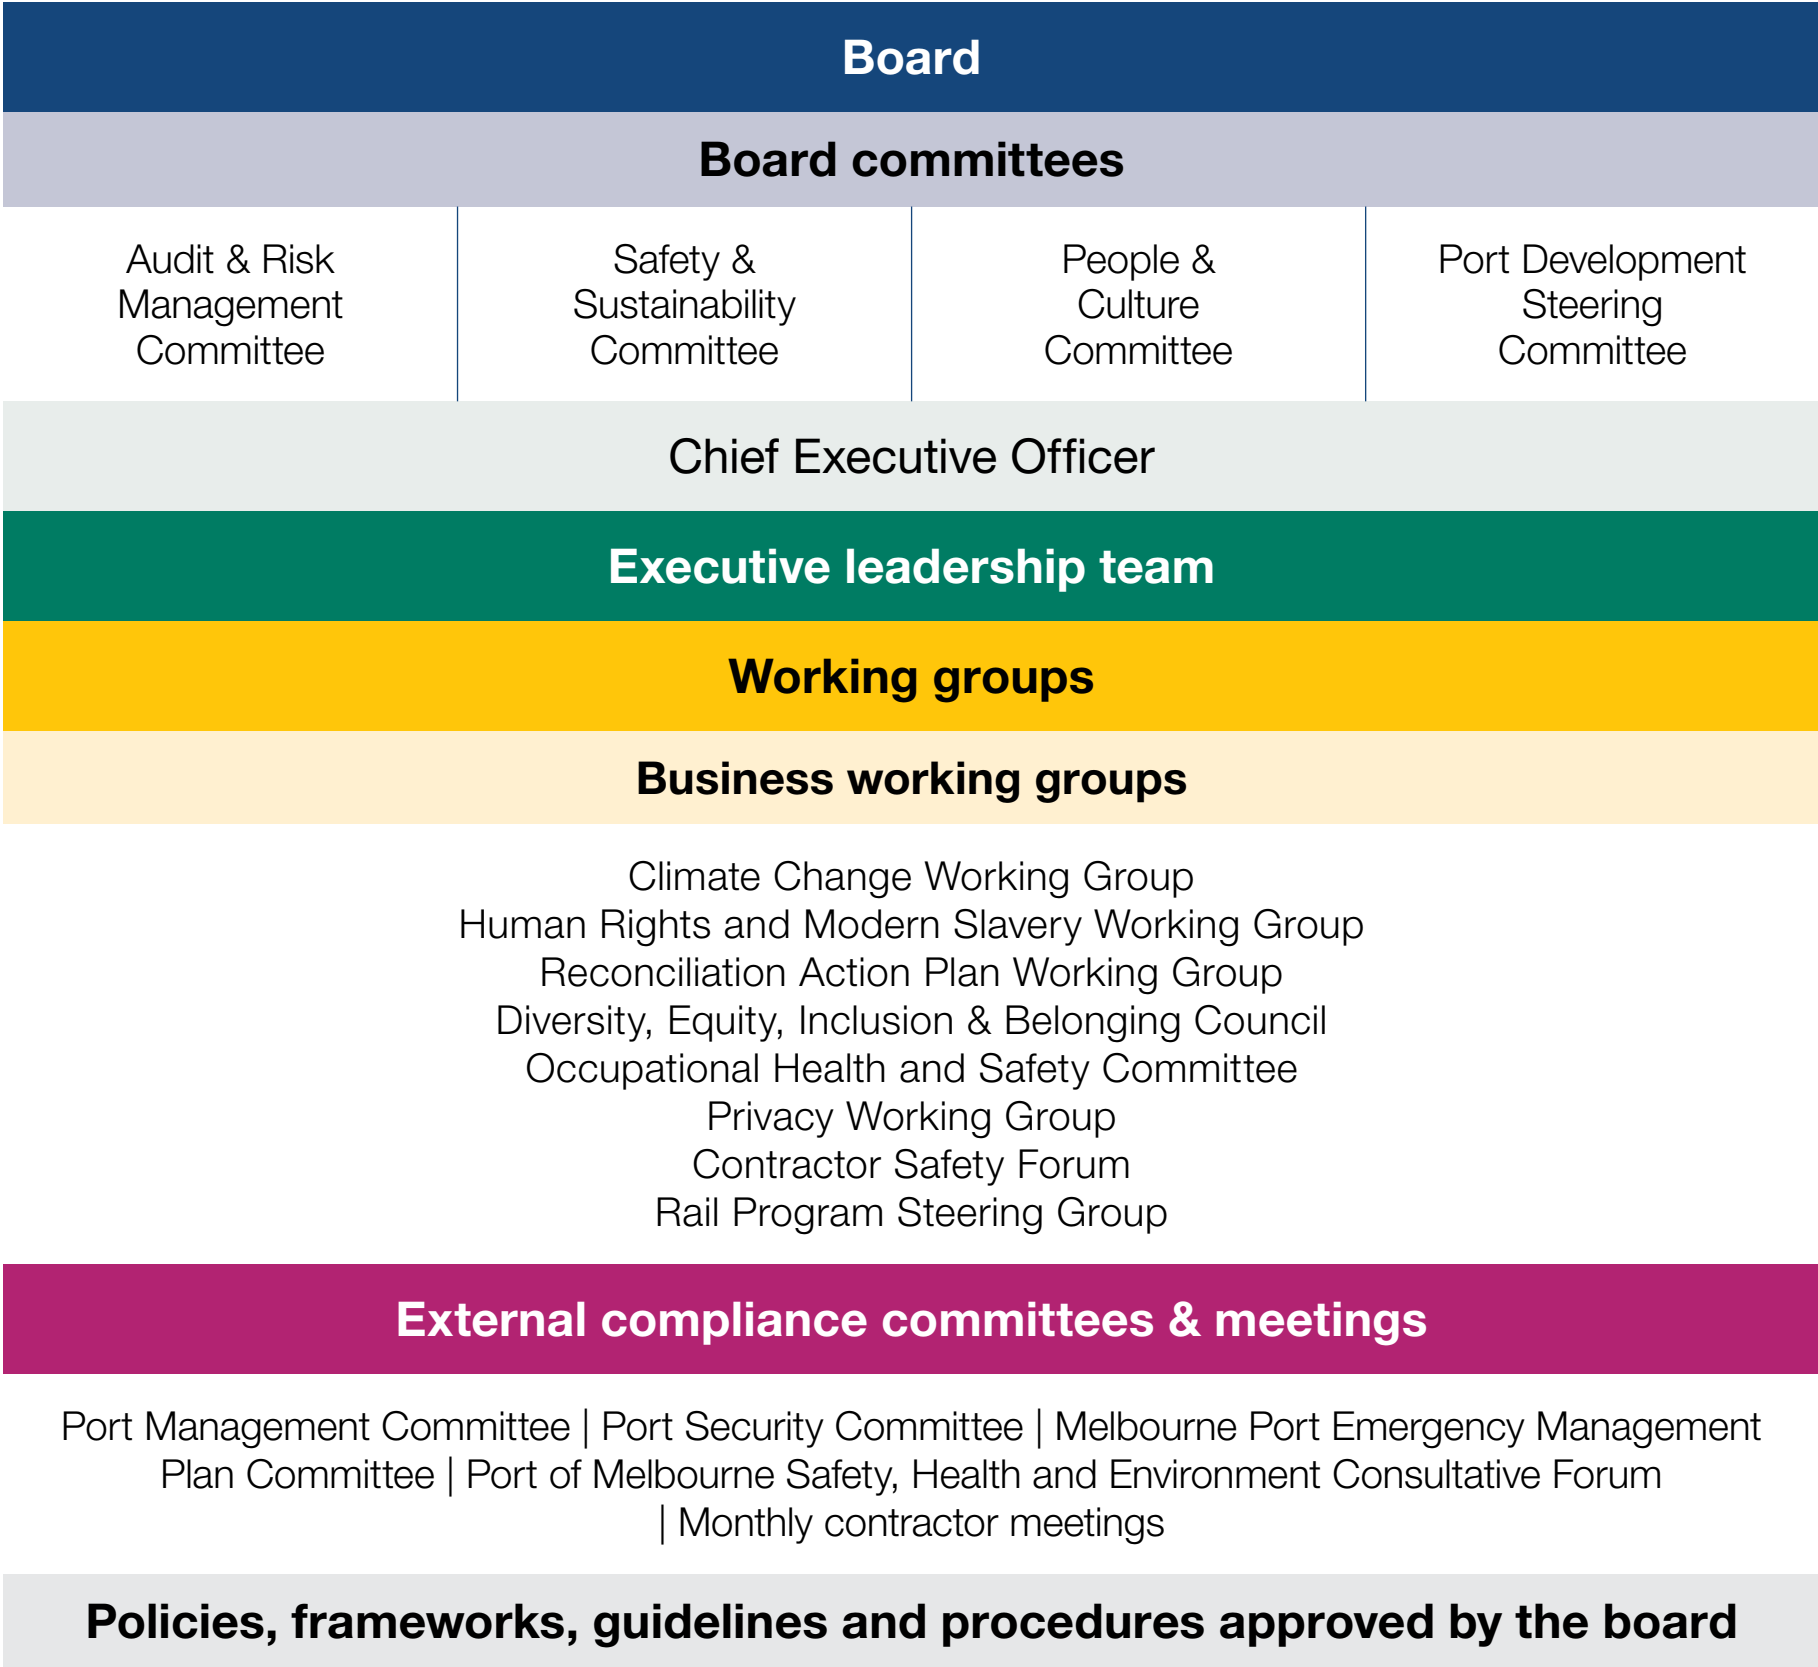 Board
Board committees
Audit & Risk
Management
Committee
Safety &
Sustainability
Committee
People &
Culture
Committee
Port Development
Steering
Committee
Chief Executive Officer
Executive leadership team
Working groups
Business working groups
Climate Change Working Group
Human Rights and Modern Slavery Working Group
Reconciliation Action Plan Working Group
Diversity, Equity, Inclusion & Belonging Council
Occupational Health and Safety Committee
Privacy Working Group
Contractor Safety Forum
Rail Program Steering Group
External compliance committees & meetings
Port Management Committee | Port Security Committee | Melbourne Port Emergency Management
Plan Committee | Port of Melbourne Safety, Health and Environment Consultative Forum
| Monthly contractor meetings
Policies, frameworks, guidelines and procedures approved by the board